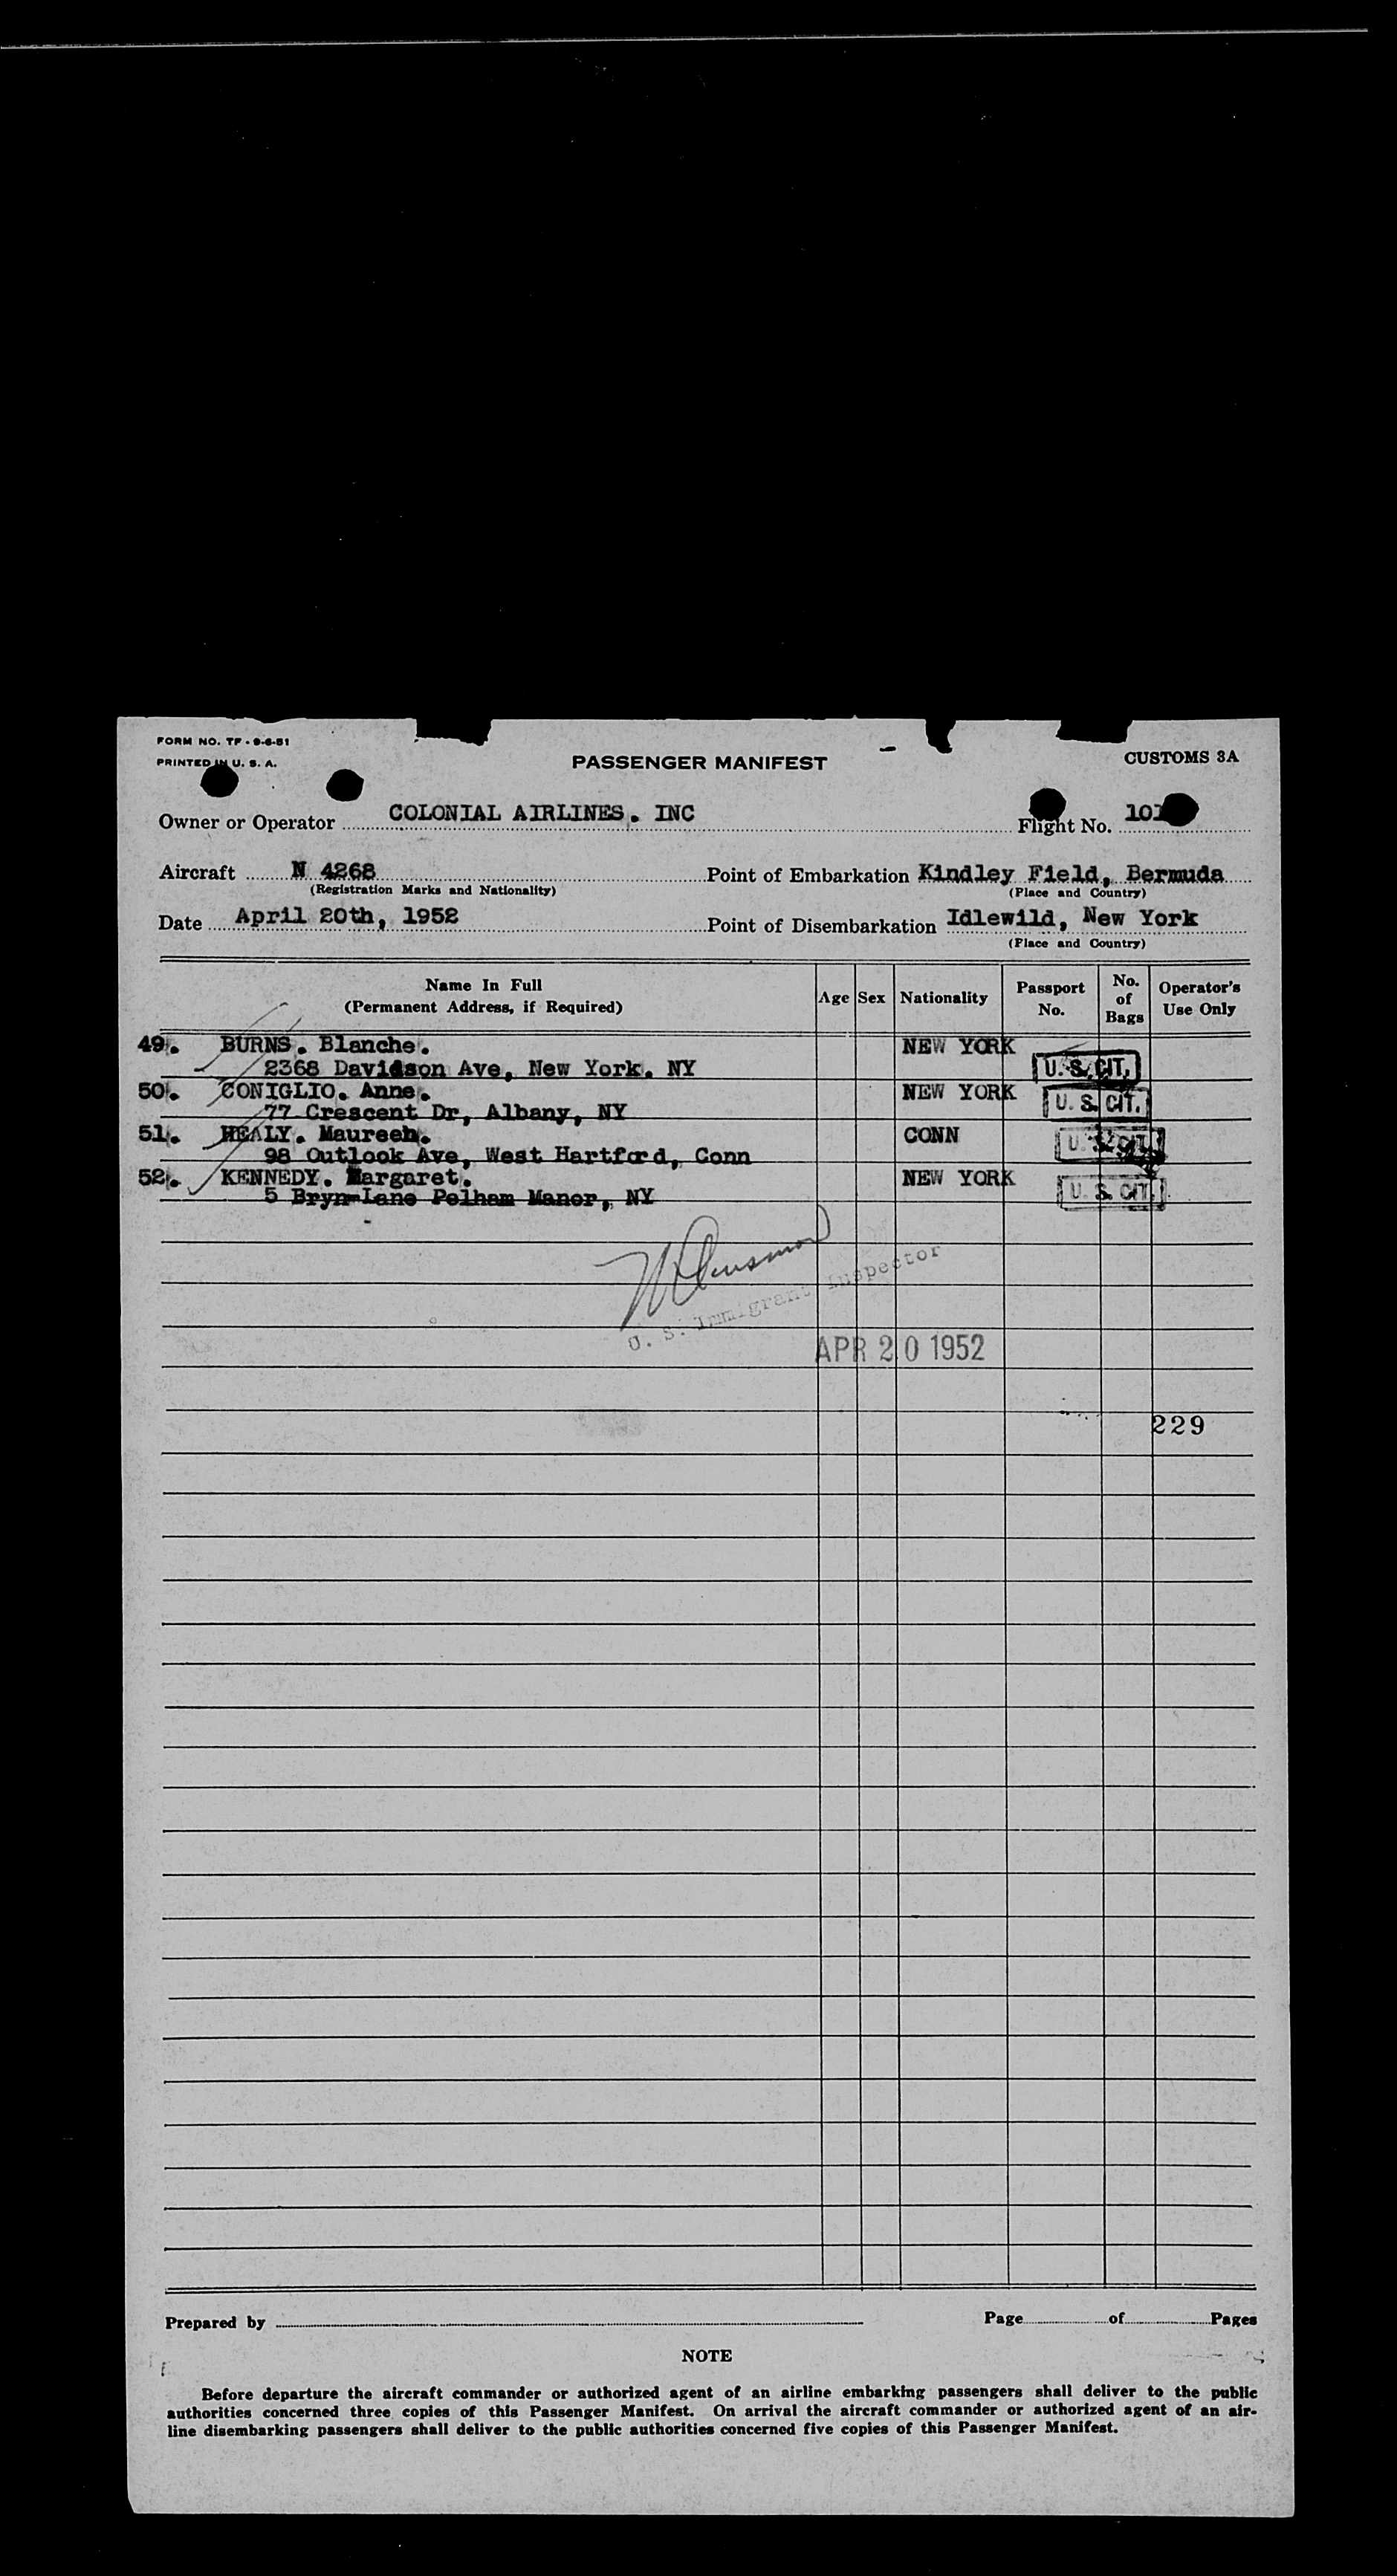 FORM NO. TF - 9-6-51
PRINTED IN U. S. A.
PASSENGER MANIFEST
CUSTOMS 3A
Owner or Operator COLONIAL AIRLINES. INC Flight No.
Aircraft N 4268 Point of Embarkation Kindley Field, Bermuda
(Registration Marks and Nationality) (Place and Country)
Date April 20th, 1952 Point of Disembarkation Idlewild, New York
(Place and Country)
Name In Full
(Permanent Address, if Required)
Age Sex Nationality Passport No. No. of Bags Operator's Use Only
49. BURNS. Blanche. NEW YORK
2368 Davidson Ave, New York. NY U. S. CIT.
50. CONIGLIO. Anne. NEW YORK
77 Crescent Dr, Albany, NY U. S. CIT.
51. HEALY. Maureen. CONN
98 Outlook Ave, West Hartford, Conn U. S. CIT.
52. KENNEDY. Margaret. NEW YORK
5 Bryn Lane Pelham Manor, NY U. S. CIT.
U. S. Immigrant Inspector
APR 20 1952
229
Prepared by Page of Pages
NOTE
Before departure the aircraft commander or authorized agent of an airline embarking passengers shall deliver to the public
authorities concerned three copies of this Passenger Manifest. On arrival the aircraft commander or authorized agent of an air-
line disembarking passengers shall deliver to the public authorities concerned five copies of this Passenger Manifest.